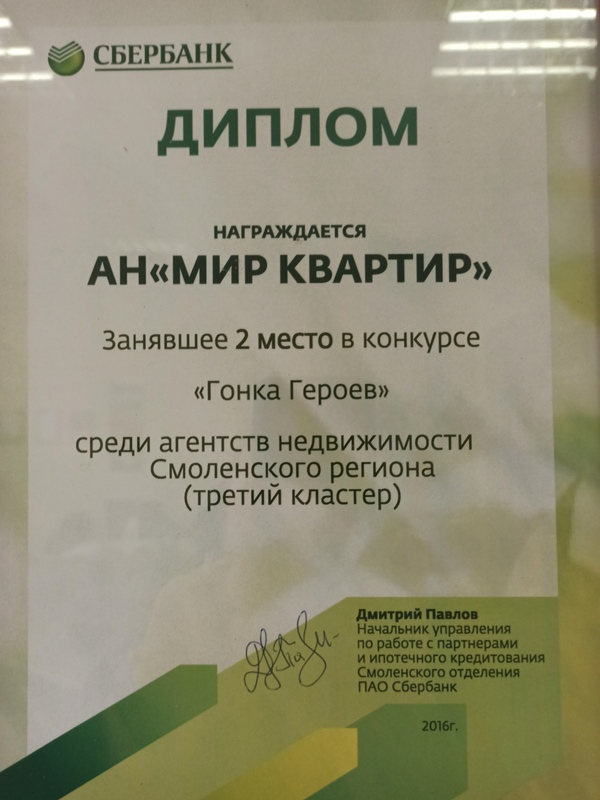 СБЕРБАНК
ДИПЛОМ
НАГРАЖДАЕТСЯ
АН«МИР КВАРТИР»
Занявшее 2 место в конкурсе
«Гонка Героев»
среди агентств недвижимости
Смоленского региона
(третий кластер)
Дмитрий Павлов
Начальник управления
по работе с партнерами
и ипотечного кредитования
Смоленского отделения
ПАО Сбербанк
2016г.